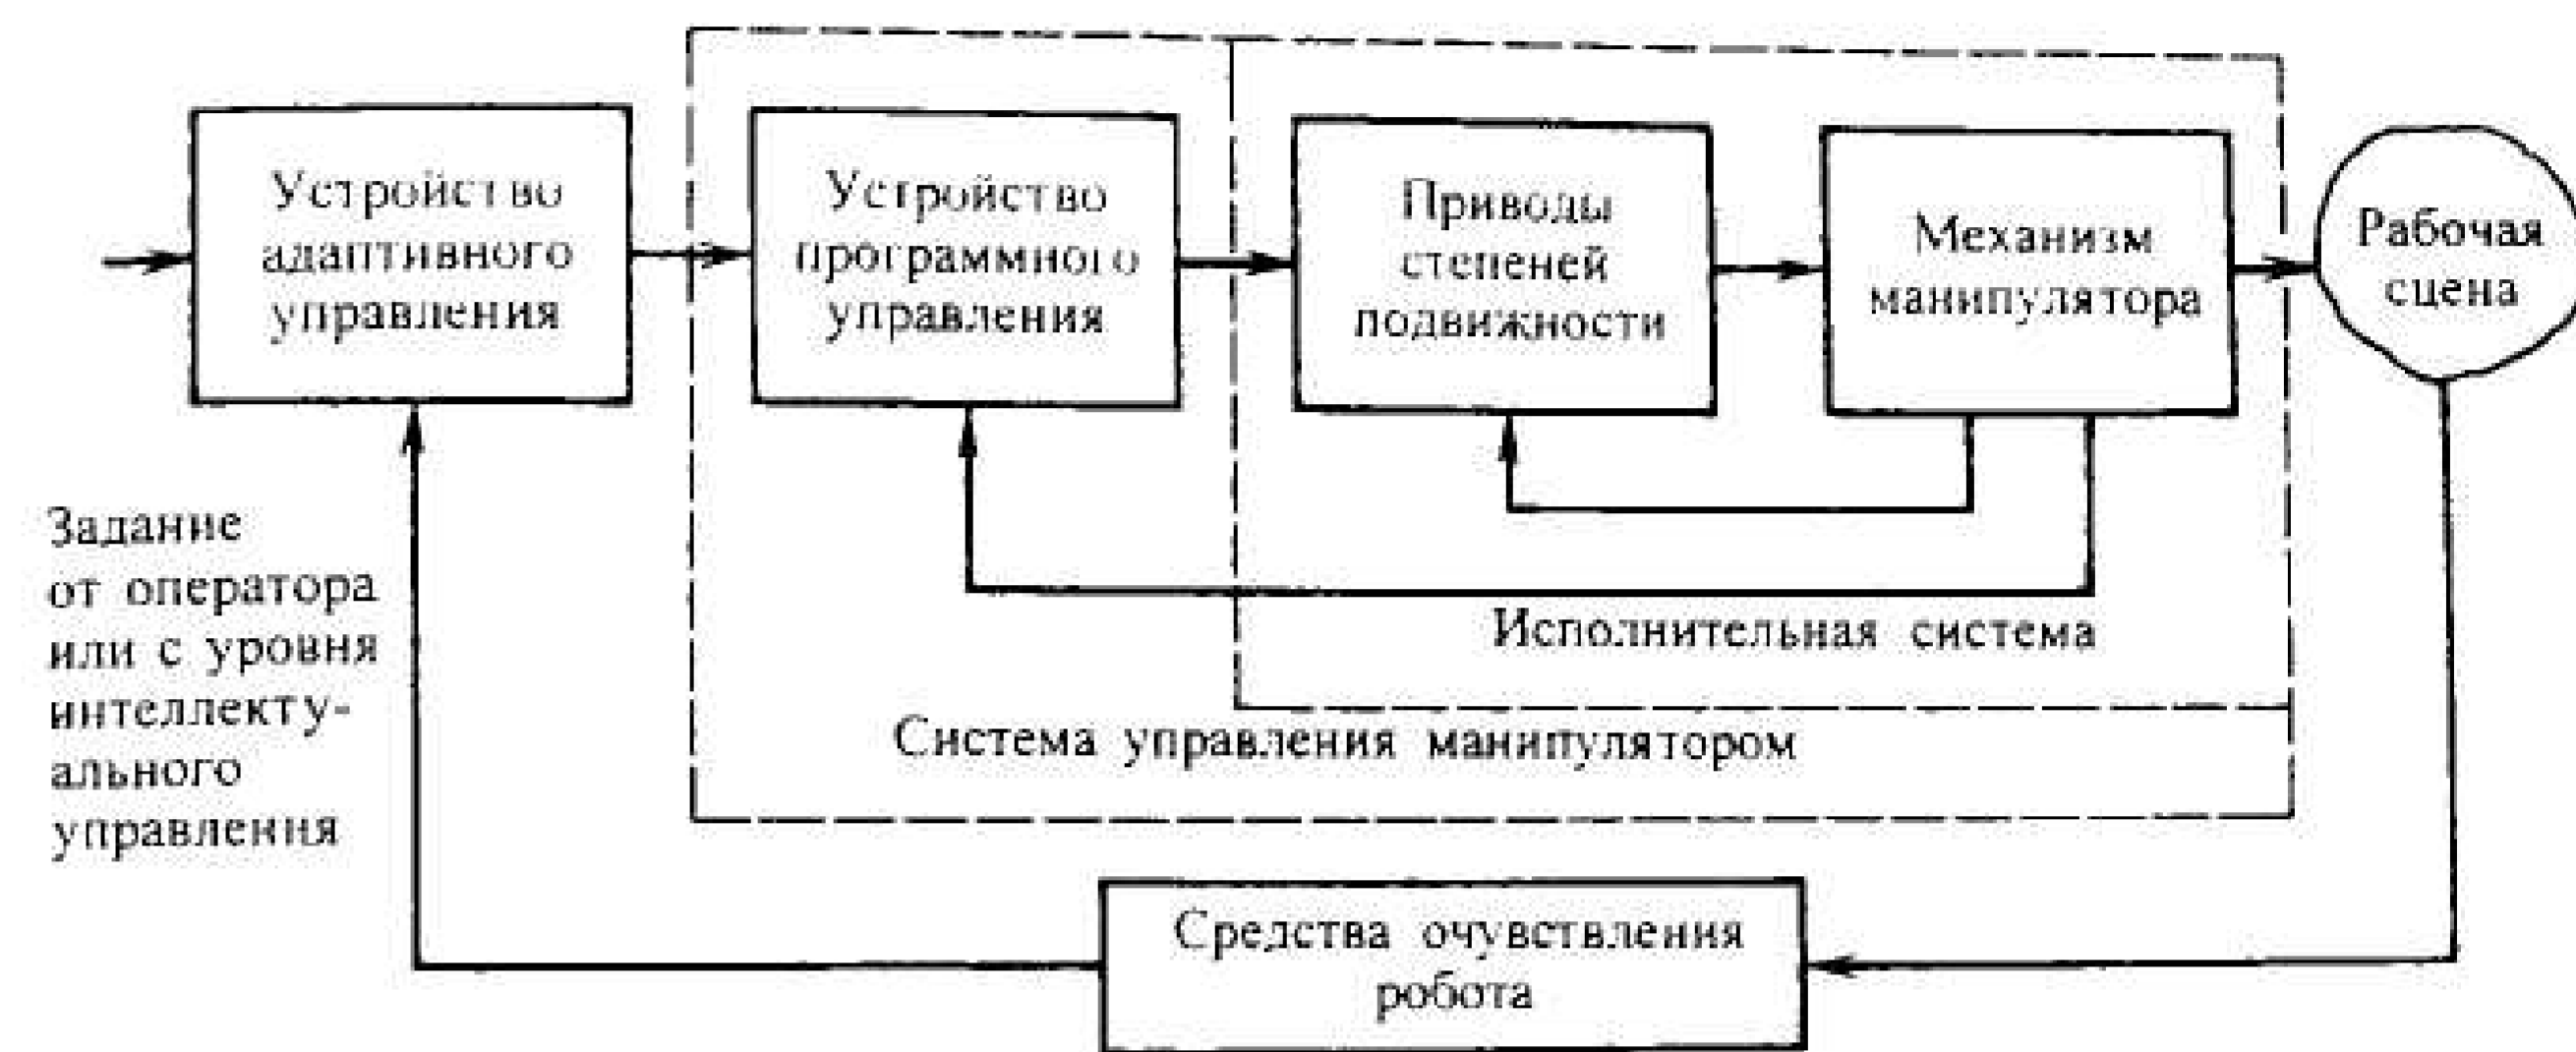 Устройство
адаптивного
управления
Устройство
программного
управления
Приводы
степеней
подвижности
Механизм
манипулятора
Рабочая
сцена
Задание
от оператора
или с уровня
интеллекту-
ального
управления
Исполнительная система
Система управления манипулятором
Средства очувствления
робота